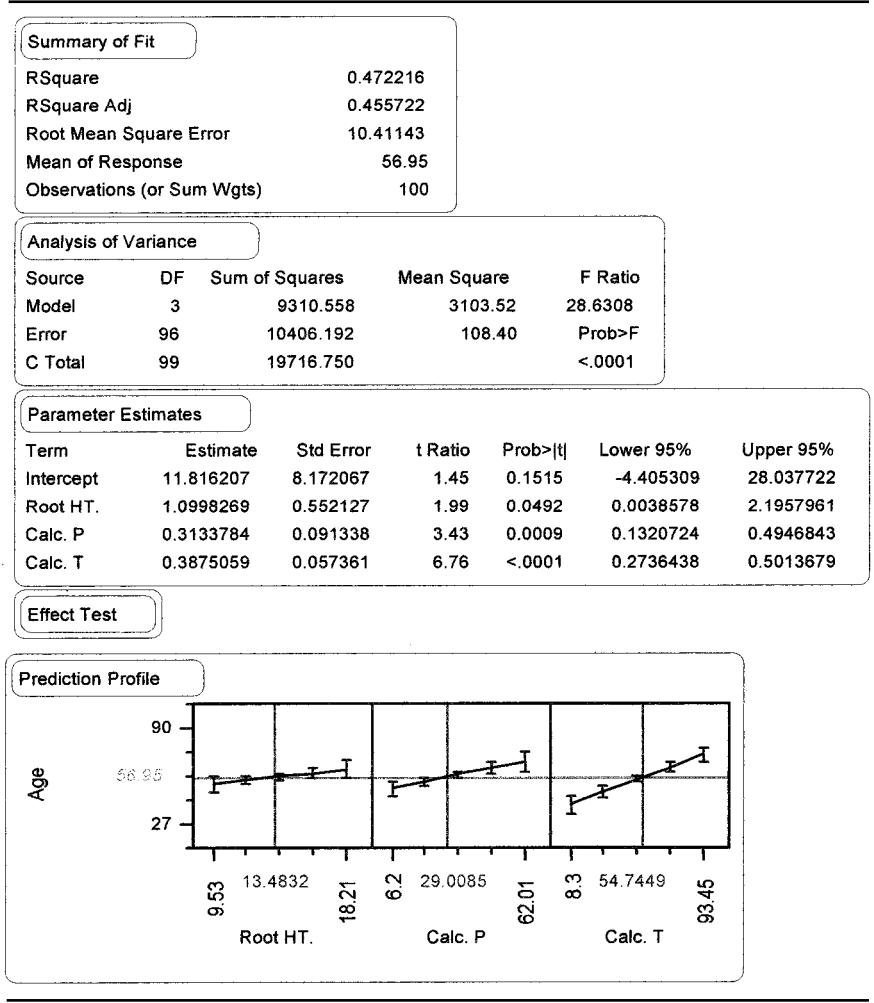 Summary of Fit
RSquare 0.472216
RSquare Adj 0.455722
Root Mean Square Error 10.41143
Mean of Response 56.95
Observations (or Sum Wgts) 100
Analysis of Variance
Source DF Sum of Squares Mean Square F Ratio
Model 3 9310.558 3103.52 28.6308
Error 96 10406.192 108.40 Prob>F
C Total 99 19716.750 <.0001
Parameter Estimates
Term Estimate Std Error t Ratio Prob>|t| Lower 95% Upper 95%
Intercept 11.816207 8.172067 1.45 0.1515 -4.405309 28.037722
Root HT. 1.0998269 0.552127 1.99 0.0492 0.0038578 2.1957961
Calc. P 0.3133784 0.091338 3.43 0.0009 0.1320724 0.4946843
Calc. T 0.3875059 0.057361 6.76 <.0001 0.2736438 0.5013679
Effect Test
Prediction Profile
Age
90
56.95
27
9.53 13.4832 18.21 6.2 29.0085 62.01 8.3 54.7449 93.45
Root HT. Calc. P Calc. T